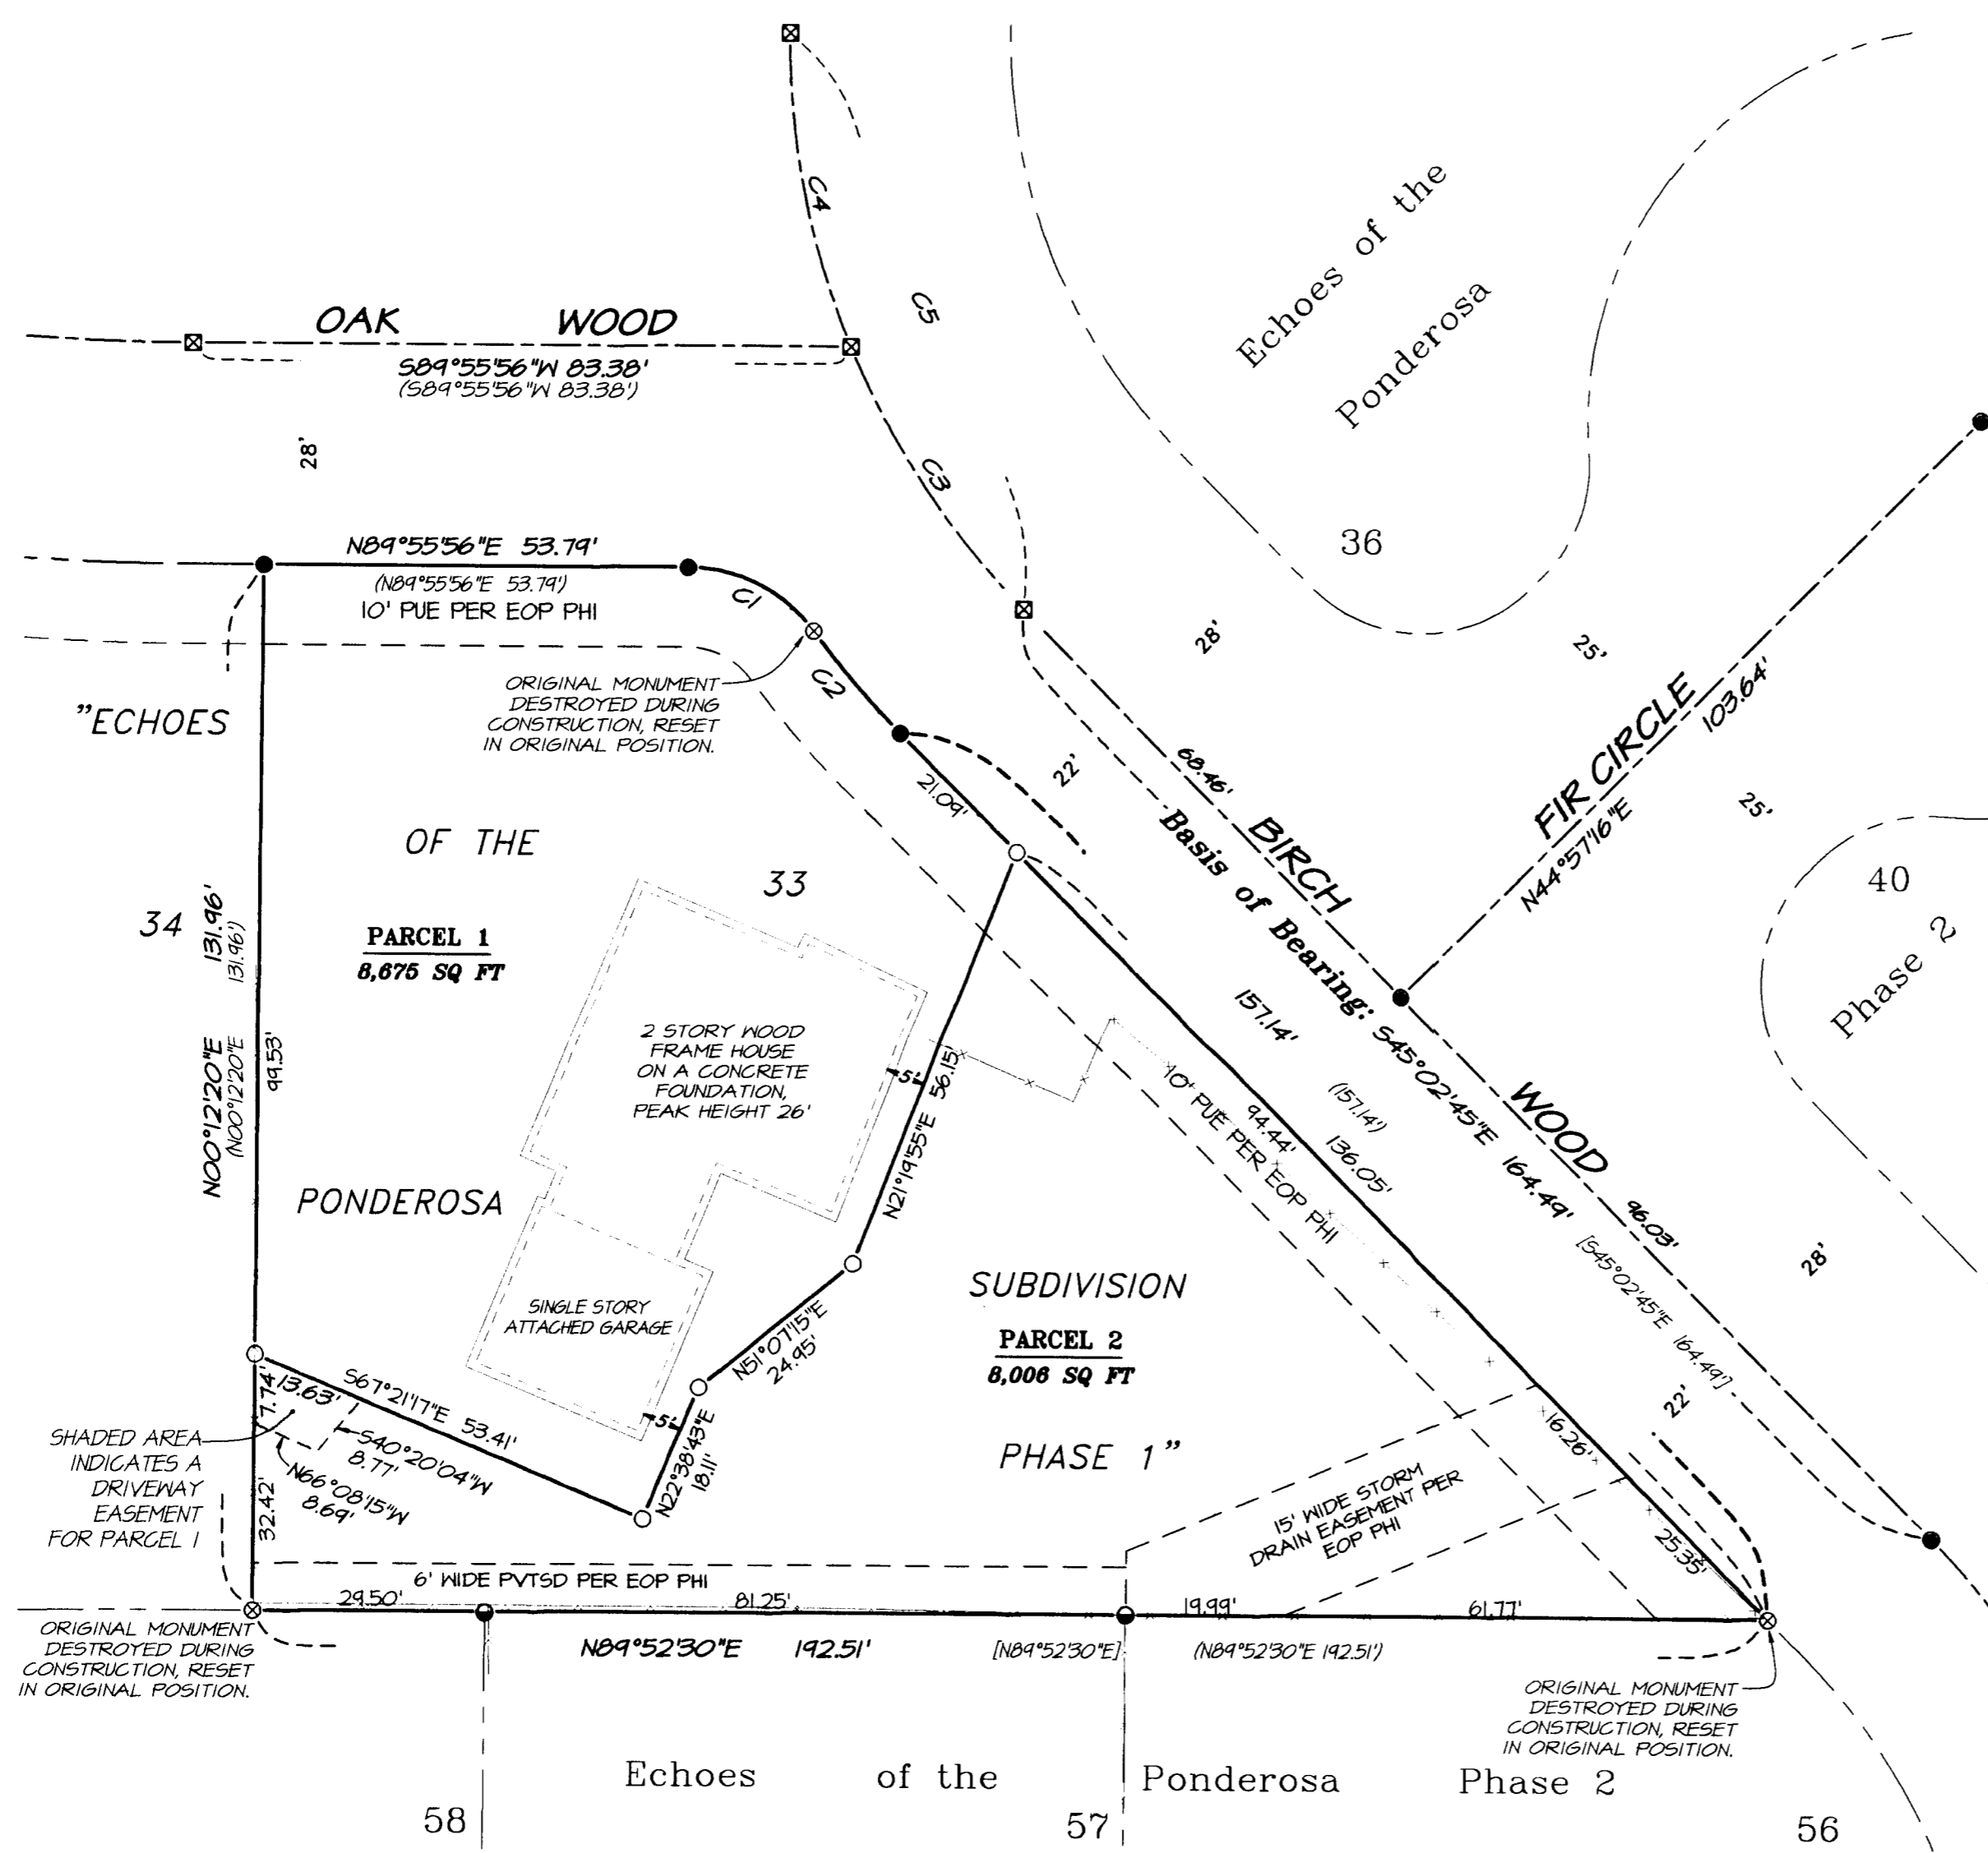 C4
C5
C3
Echoes of the
Ponderosa
OAK WOOD
S89°55'56"W 83.38'
(S89°55'56"W 83.38')
28'
N89°55'56"E 53.79'
(N89°55'56"E 53.79')
10' PUE PER EOP PH1
C1
C2
36
28'
25'
ORIGINAL MONUMENT
DESTROYED DURING
CONSTRUCTION, RESET
IN ORIGINAL POSITION.
"ECHOES
OF THE
33
34
PARCEL 1
8,675 SQ FT
21.09'
22'
68.46'
BIRCH
WOOD
Basis of Bearing: S45°02'45"E 164.49'
[S45°02'45"E 164.49']
96.03'
FIR CIRCLE
103.64'
N44°57'16"E
25'
40
Phase 2
N00°12'20"E 131.96'
(N00°12'20"E 131.96')
99.53'
2 STORY WOOD
FRAME HOUSE
ON A CONCRETE
FOUNDATION,
PEAK HEIGHT 26'
5'
N21°19'55"E 56.15'
157.14'
(157.14')
94.44'
136.05'
10' PUE PER EOP PH1
28'
PONDEROSA
SINGLE STORY
ATTACHED GARAGE
N51°07'15"E
24.95'
SUBDIVISION
PARCEL 2
8,006 SQ FT
PHASE 1"
22'
16.26'
25.35'
15' WIDE STORM
DRAIN EASEMENT PER
EOP PH1
S67°21'17"E 53.41'
13.63'
7.74'
S40°20'04"W
8.77'
N66°08'15"W
8.69'
5'
N22°38'43"E
18.11'
SHADED AREA
INDICATES A
DRIVEWAY
EASEMENT
FOR PARCEL 1
32.42'
6' WIDE PVTSD PER EOP PH1
29.50'
81.25'
19.99'
61.77'
ORIGINAL MONUMENT
DESTROYED DURING
CONSTRUCTION, RESET
IN ORIGINAL POSITION.
N89°52'30"E 192.51'
[N89°52'30"E]
(N89°52'30"E 192.51')
ORIGINAL MONUMENT
DESTROYED DURING
CONSTRUCTION, RESET
IN ORIGINAL POSITION.
Echoes of the Ponderosa Phase 2
58
57
56